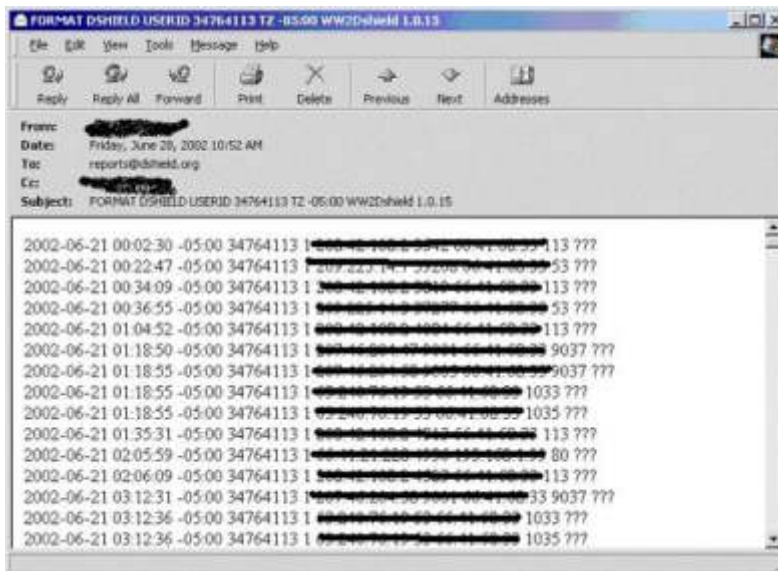 FORMAT DSHIELD USERID 34764113 TZ -05:00 WW2Dshield 1.0.15
File Edit View Tools Message Help
Reply Reply All Forward Print Delete Previous Next Addresses
From:
Date: Friday, June 28, 2002 10:52 AM
To: reports@dshield.org
Cc:
Subject: FORMAT DSHIELD USERID 34764113 TZ -05:00 WW2Dshield 1.0.15
2002-06-21 00:02:30 -05:00 34764113 1 113 ???
2002-06-21 00:22:47 -05:00 34764113 1 53 ???
2002-06-21 00:34:09 -05:00 34764113 1 113 ???
2002-06-21 00:36:55 -05:00 34764113 1 53 ???
2002-06-21 01:04:52 -05:00 34764113 1 113 ???
2002-06-21 01:18:50 -05:00 34764113 1 9037 ???
2002-06-21 01:18:55 -05:00 34764113 1 9037 ???
2002-06-21 01:18:55 -05:00 34764113 1 1033 ???
2002-06-21 01:18:55 -05:00 34764113 1 1035 ???
2002-06-21 01:35:31 -05:00 34764113 1 113 ???
2002-06-21 02:05:59 -05:00 34764113 1 80 ???
2002-06-21 02:06:09 -05:00 34764113 1 113 ???
2002-06-21 03:12:31 -05:00 34764113 1 33 9037 ???
2002-06-21 03:12:36 -05:00 34764113 1 1033 ???
2002-06-21 03:12:36 -05:00 34764113 1 1035 ???